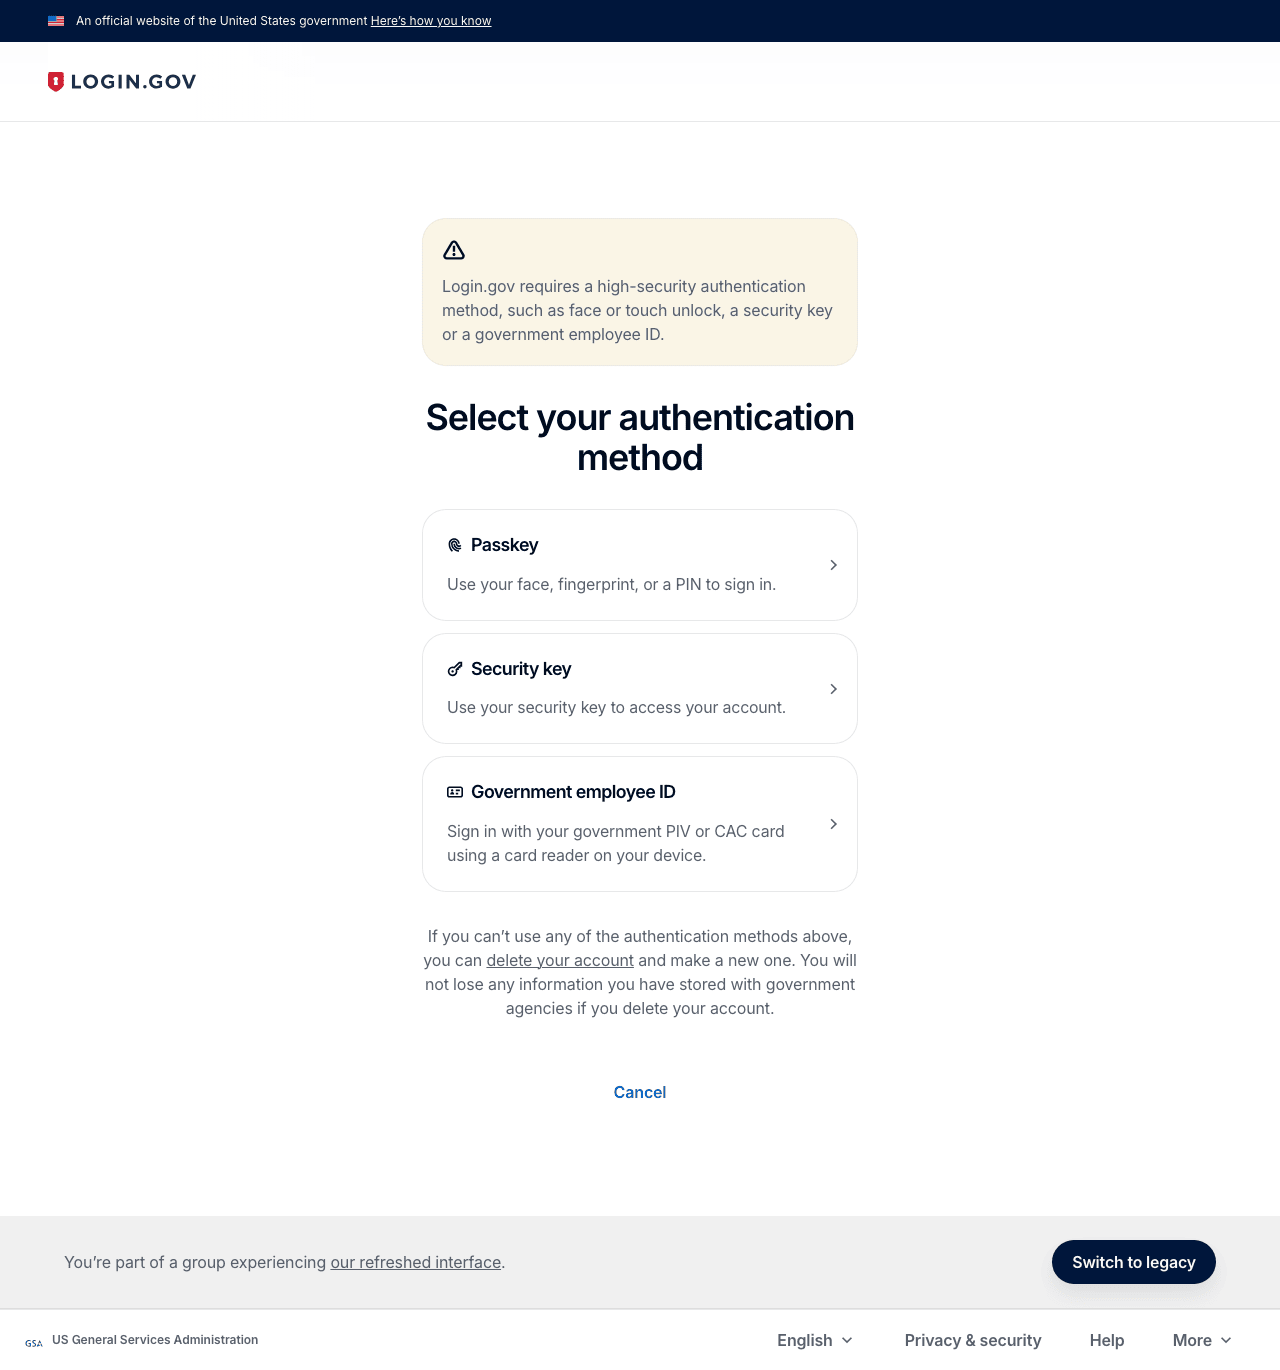 An official website of the United States government Here’s how you know
LOGIN.GOV
Login.gov requires a high-security authentication
method, such as face or touch unlock, a security key
or a government employee ID.
Select your authentication
method
Passkey
Use your face, fingerprint, or a PIN to sign in.
Security key
Use your security key to access your account.
Government employee ID
Sign in with your government PIV or CAC card
using a card reader on your device.
If you can’t use any of the authentication methods above,
you can delete your account and make a new one. You will
not lose any information you have stored with government
agencies if you delete your account.
Cancel
You’re part of a group experiencing our refreshed interface.
Switch to legacy
GSA US General Services Administration
English Privacy & security Help More